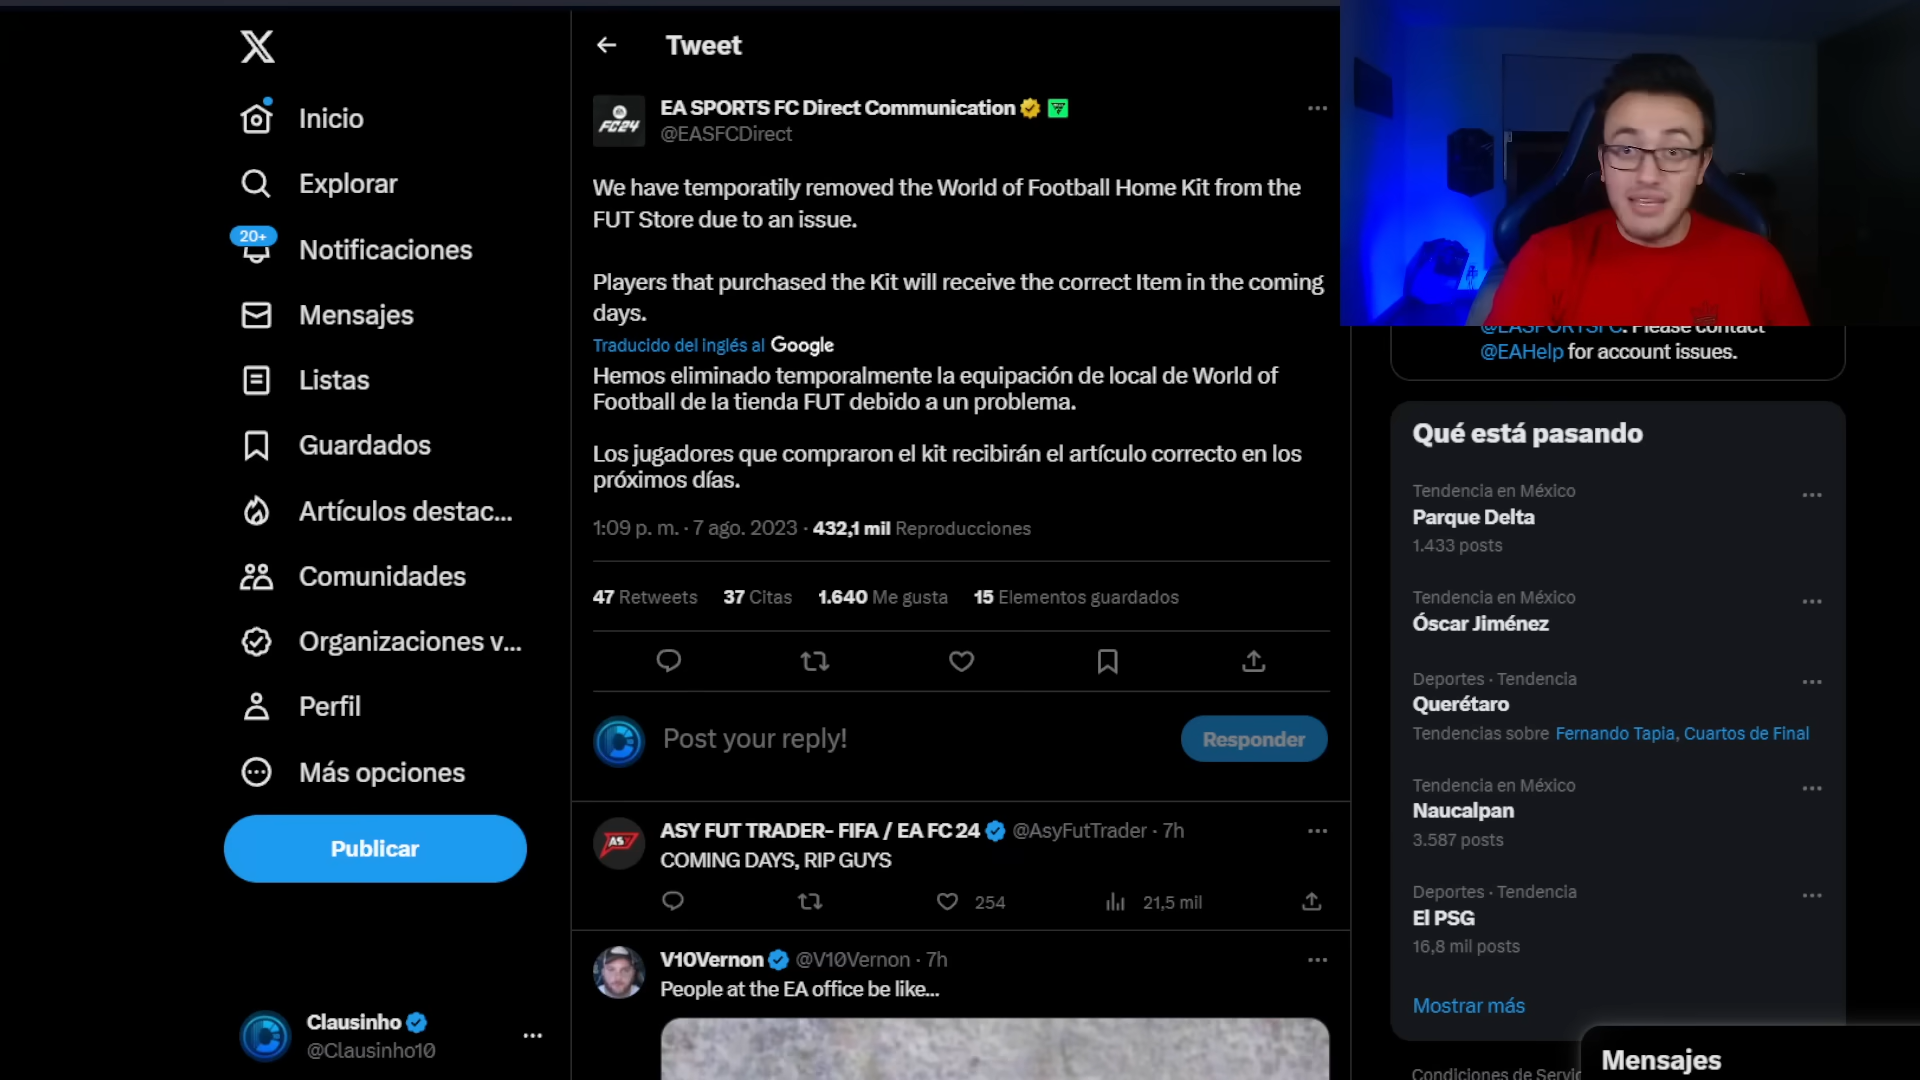 Inicio
Explorar
20+
Notificaciones
Mensajes
Listas
Guardados
Artículos destac...
Comunidades
Organizaciones v...
Perfil
Más opciones
Publicar
Clausinho
@Clausinho10
Tweet
FC24
EA SPORTS FC Direct Communication
@EASFCDirect
We have temporatily removed the World of Football Home Kit from the
FUT Store due to an issue.
Players that purchased the Kit will receive the correct Item in the coming
days.
Traducido del inglés al Google
Hemos eliminado temporalmente la equipación de local de World of
Football de la tienda FUT debido a un problema.
Los jugadores que compraron el kit recibirán el artículo correcto en los
próximos días.
1:09 p. m. · 7 ago. 2023 · 432,1 mil Reproducciones
47 Retweets 37 Citas 1.640 Me gusta 15 Elementos guardados
Post your reply!
Responder
ASY
ASY FUT TRADER- FIFA / EA FC 24 @AsyFutTrader · 7h
COMING DAYS, RIP GUYS
254 21,5 mil
V10Vernon @V10Vernon · 7h
People at the EA office be like...
@EASPORTSFC. Please contact
@EAHelp for account issues.
Qué está pasando
Tendencia en México
Parque Delta
1.433 posts
Tendencia en México
Óscar Jiménez
Deportes · Tendencia
Querétaro
Tendencias sobre Fernando Tapia, Cuartos de Final
Tendencia en México
Naucalpan
3.587 posts
Deportes · Tendencia
El PSG
16,8 mil posts
Mostrar más
Condiciones de Servic
Mensajes